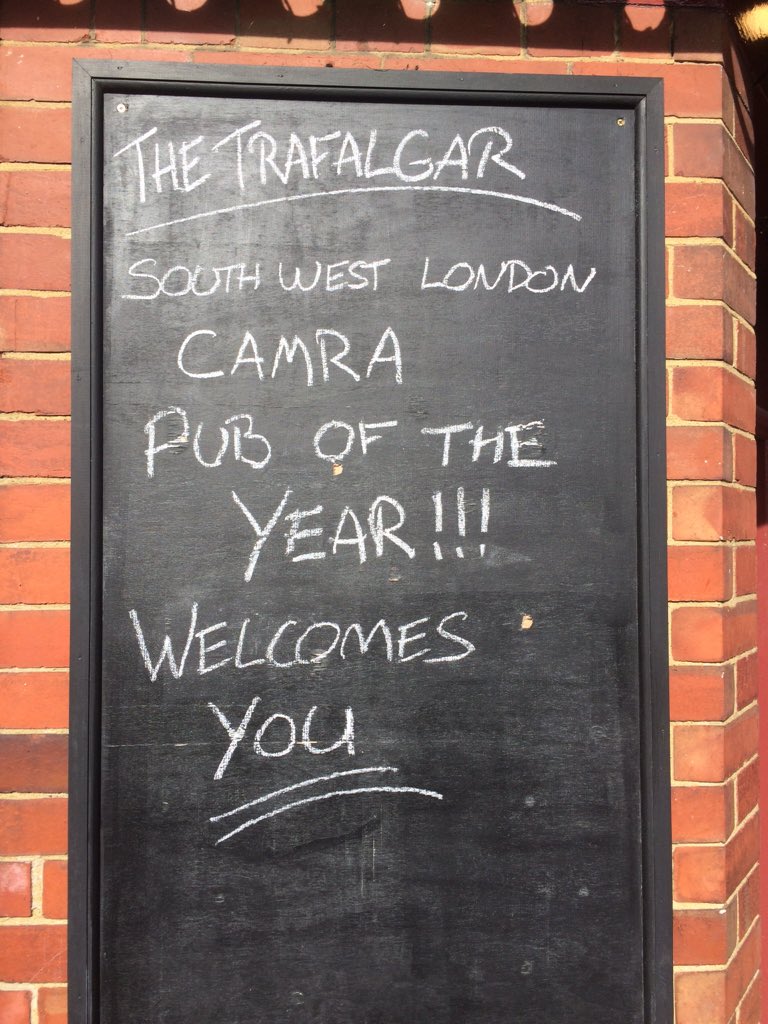 THE TRAFALGAR
SOUTH WEST LONDON
CAMRA
PUB OF THE
YEAR!!!
WELCOMES
YOU